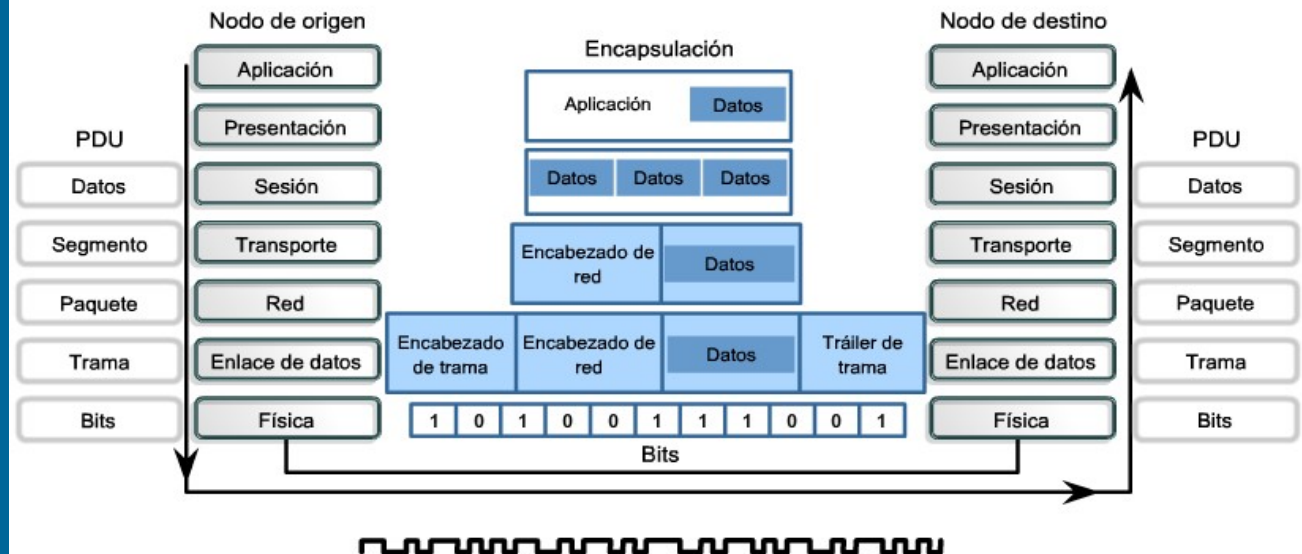 Nodo de origen
Nodo de destino
Encapsulación
Aplicación
Aplicación
Datos
Aplicación
PDU
Presentación
Presentación
PDU
Datos
Sesión
Datos
Datos
Datos
Sesión
Datos
Segmento
Transporte
Encabezado de
red
Datos
Transporte
Segmento
Paquete
Red
Red
Paquete
Trama
Enlace de datos
Encabezado
de trama
Encabezado de
red
Datos
Tráiler de
trama
Enlace de datos
Trama
Bits
Física
1 0 1 0 0 1 1 1 0 0 1
Física
Bits
Bits